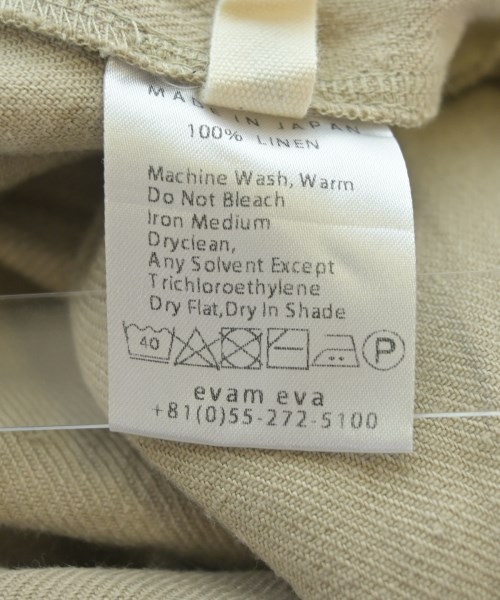 MADE IN JAPAN
100% LINEN
Machine Wash, Warm
Do Not Bleach
Iron Medium
Dryclean,
Any Solvent Except
Trichloroethylene
Dry Flat,Dry In Shade
40 P
evam eva
+81(0)55-272-5100